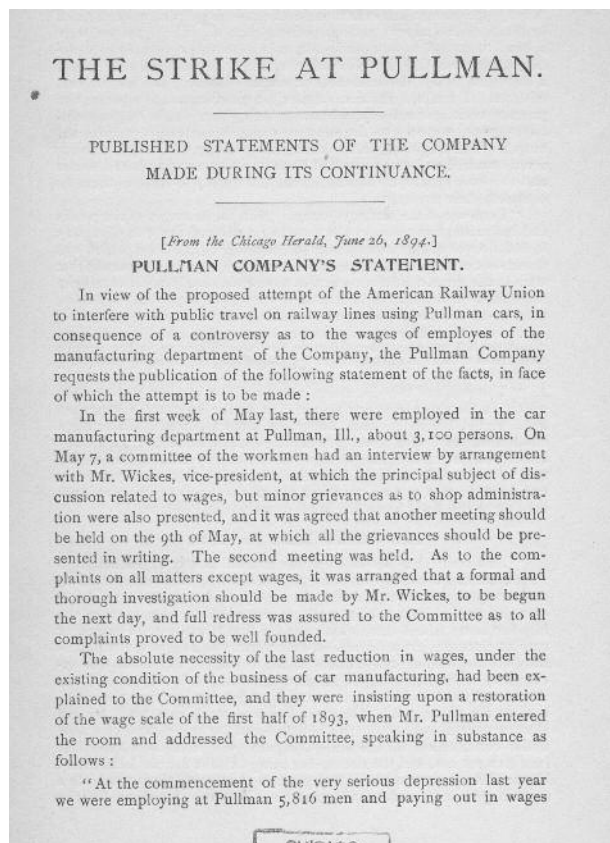 THE STRIKE AT PULLMAN.
PUBLISHED STATEMENTS OF THE COMPANY
MADE DURING ITS CONTINUANCE.
[From the Chicago Herald, June 26, 1894.]
PULLMAN COMPANY'S STATEMENT.
In view of the proposed attempt of the American Railway Union
to interfere with public travel on railway lines using Pullman cars, in
consequence of a controversy as to the wages of employes of the
manufacturing department of the Company, the Pullman Company
requests the publication of the following statement of the facts, in face
of which the attempt is to be made :
In the first week of May last, there were employed in the car
manufacturing department at Pullman, Ill., about 3,100 persons. On
May 7, a committee of the workmen had an interview by arrangement
with Mr. Wickes, vice-president, at which the principal subject of dis-
cussion related to wages, but minor grievances as to shop administra-
tion were also presented, and it was agreed that another meeting should
be held on the 9th of May, at which all the grievances should be pre-
sented in writing. The second meeting was held. As to the com-
plaints on all matters except wages, it was arranged that a formal and
thorough investigation should be made by Mr. Wickes, to be begun
the next day, and full redress was assured to the Committee as to all
complaints proved to be well founded.
The absolute necessity of the last reduction in wages, under the
existing condition of the business of car manufacturing, had been ex-
plained to the Committee, and they were insisting upon a restoration
of the wage scale of the first half of 1893, when Mr. Pullman entered
the room and addressed the Committee, speaking in substance as
follows :
"At the commencement of the very serious depression last year
we were employing at Pullman 5,816 men and paying out in wages